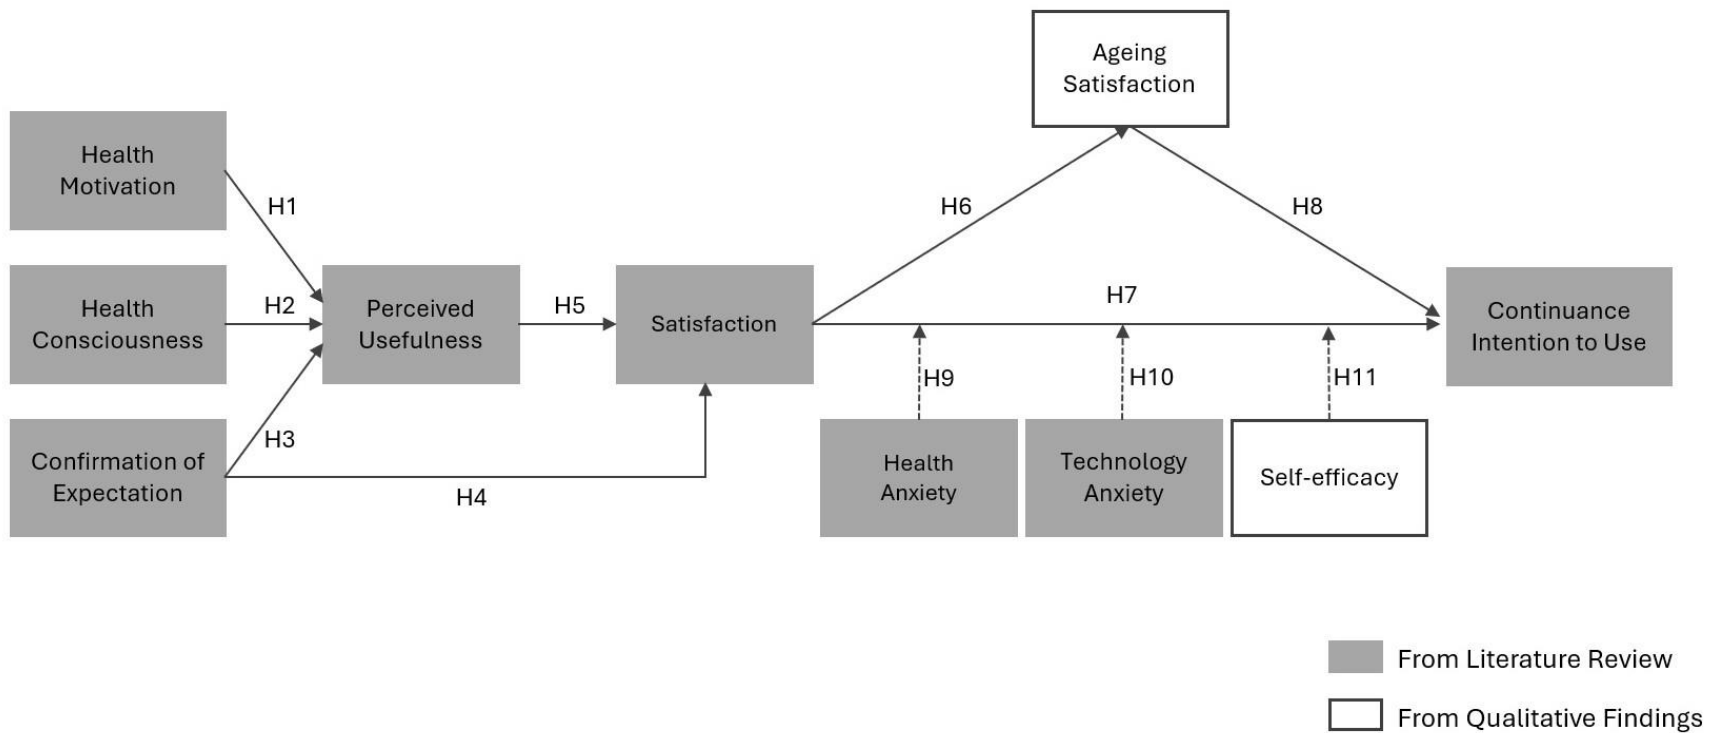 Ageing
Satisfaction
Health
Motivation
H1
H6
H8
Health
Consciousness
H2
Perceived
Usefulness
H5
Satisfaction
H7
Continuance
Intention to Use
H9
H10
H11
Confirmation of
Expectation
H3
H4
Health
Anxiety
Technology
Anxiety
Self-efficacy
From Literature Review
From Qualitative Findings